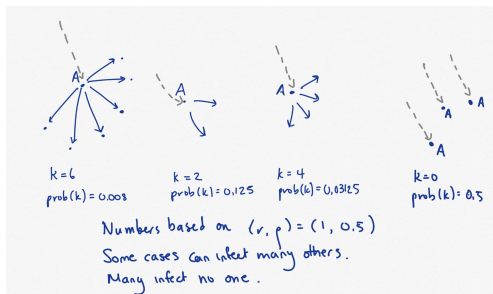 A
A
A
A
A
A
k=6
prob(k)=0.008
k=2
prob(k)=0.125
k=4
prob(k)=0.03125
k=0
prob(k)=0.5
Numbers based on (r, p)=(1, 0.5)
Some cases can infect many others.
Many infect no one.